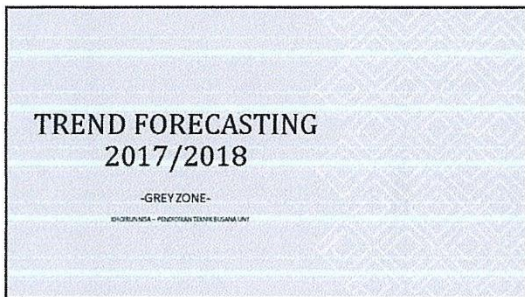 TREND FORECASTING
2017/2018
-GREY ZONE-
KHOIRUN NISA – PENDIDIKAN TEKNIK BUSANA UNY